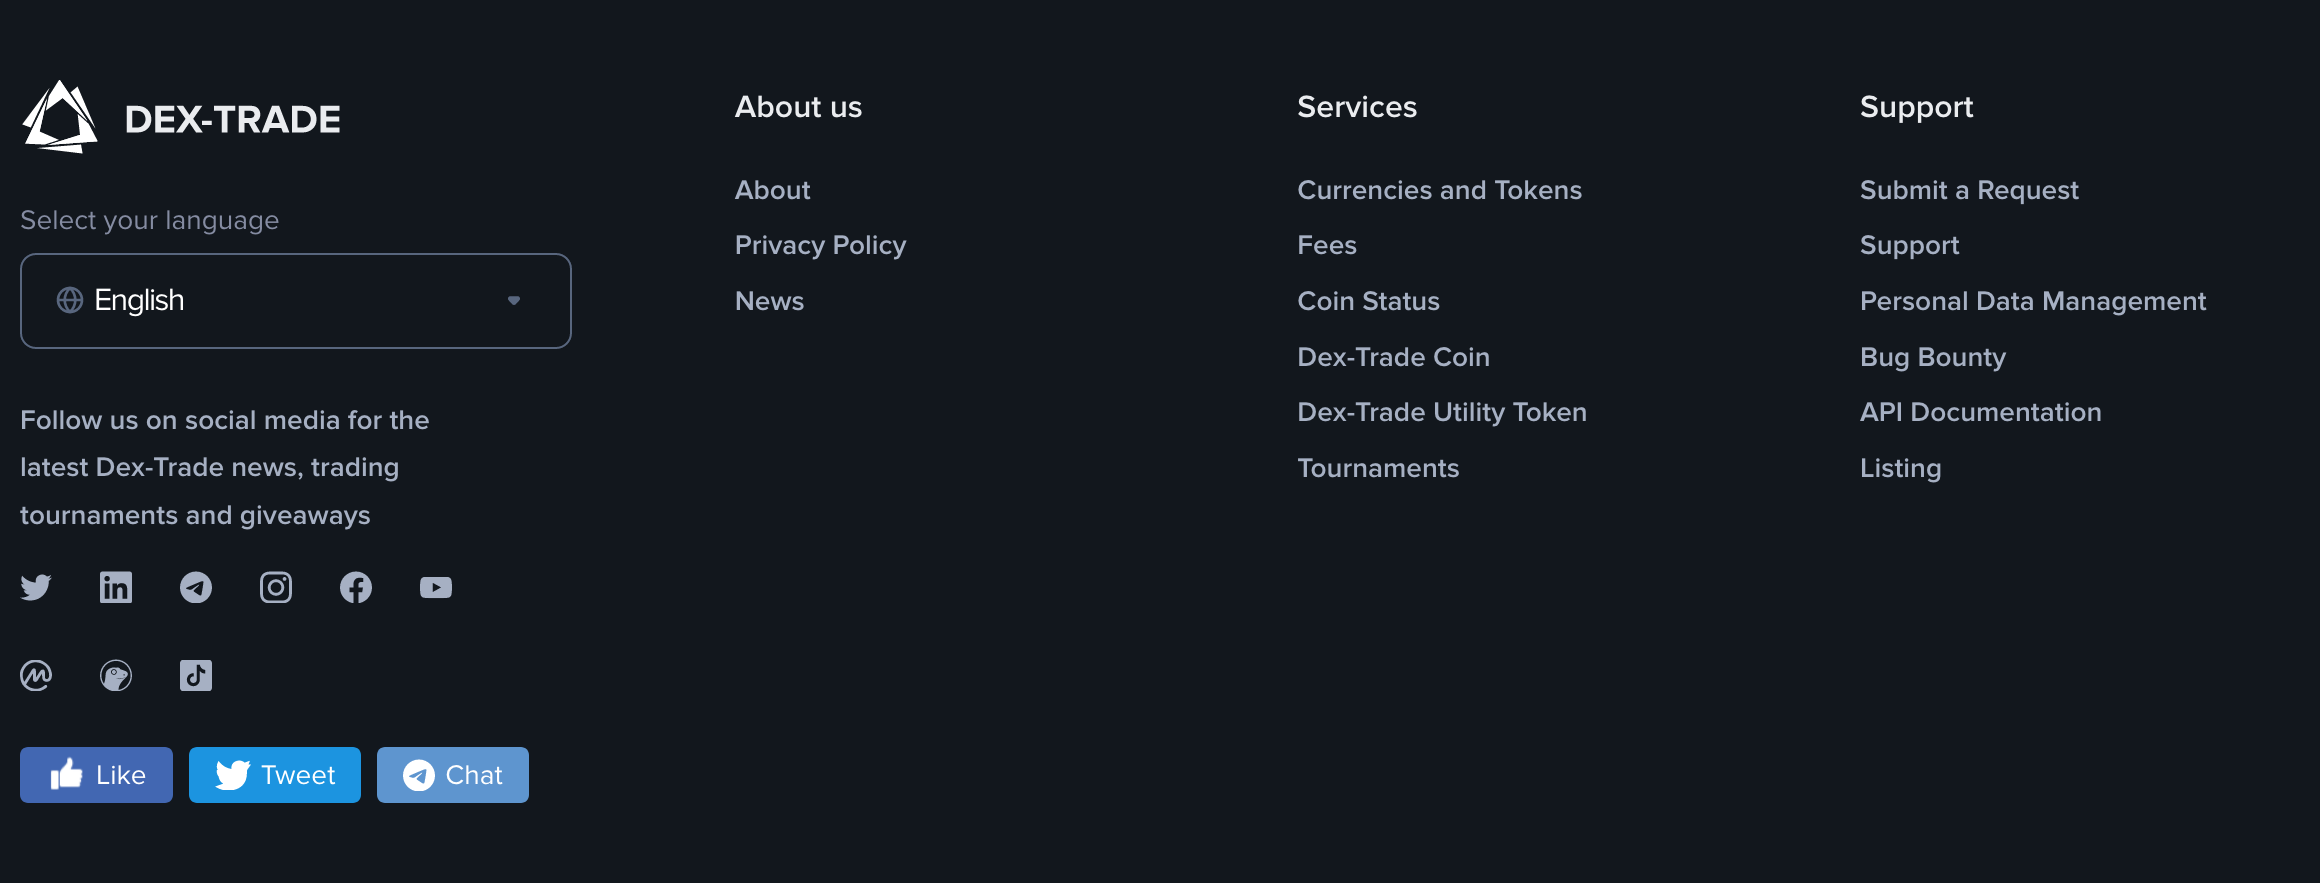 DEX-TRADE
Select your language
English
Follow us on social media for the
latest Dex-Trade news, trading
tournaments and giveaways
Like
Tweet
Chat
About us
About
Privacy Policy
News
Services
Currencies and Tokens
Fees
Coin Status
Dex-Trade Coin
Dex-Trade Utility Token
Tournaments
Support
Submit a Request
Support
Personal Data Management
Bug Bounty
API Documentation
Listing